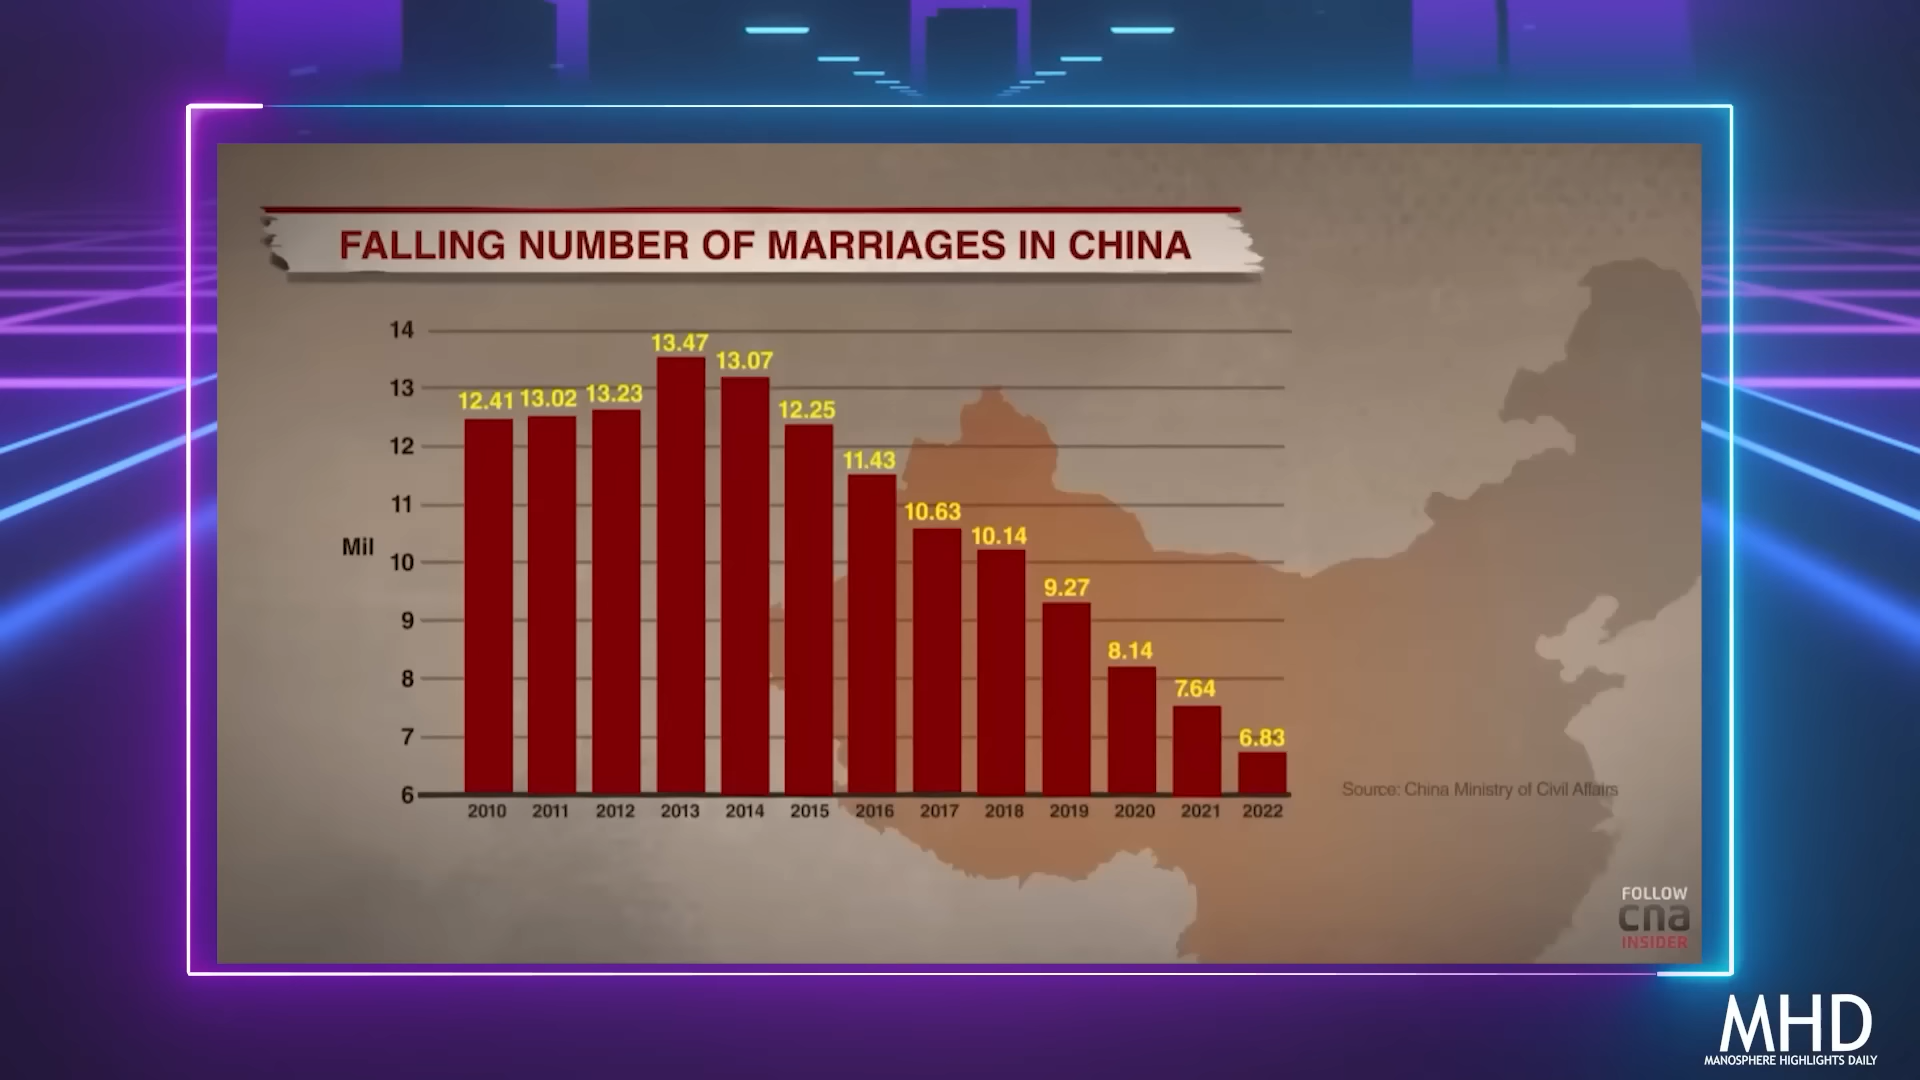 FALLING NUMBER OF MARRIAGES IN CHINA
14
13
12
11
10
9
8
7
6
Mil
12.41 13.02 13.23 13.47 13.07 12.25 11.43 10.63 10.14 9.27 8.14 7.64 6.83
2010 2011 2012 2013 2014 2015 2016 2017 2018 2019 2020 2021 2022
Source: China Ministry of Civil Affairs
FOLLOW
cna
INSIDER
MHD
MANOSPHERE HIGHLIGHTS DAILY